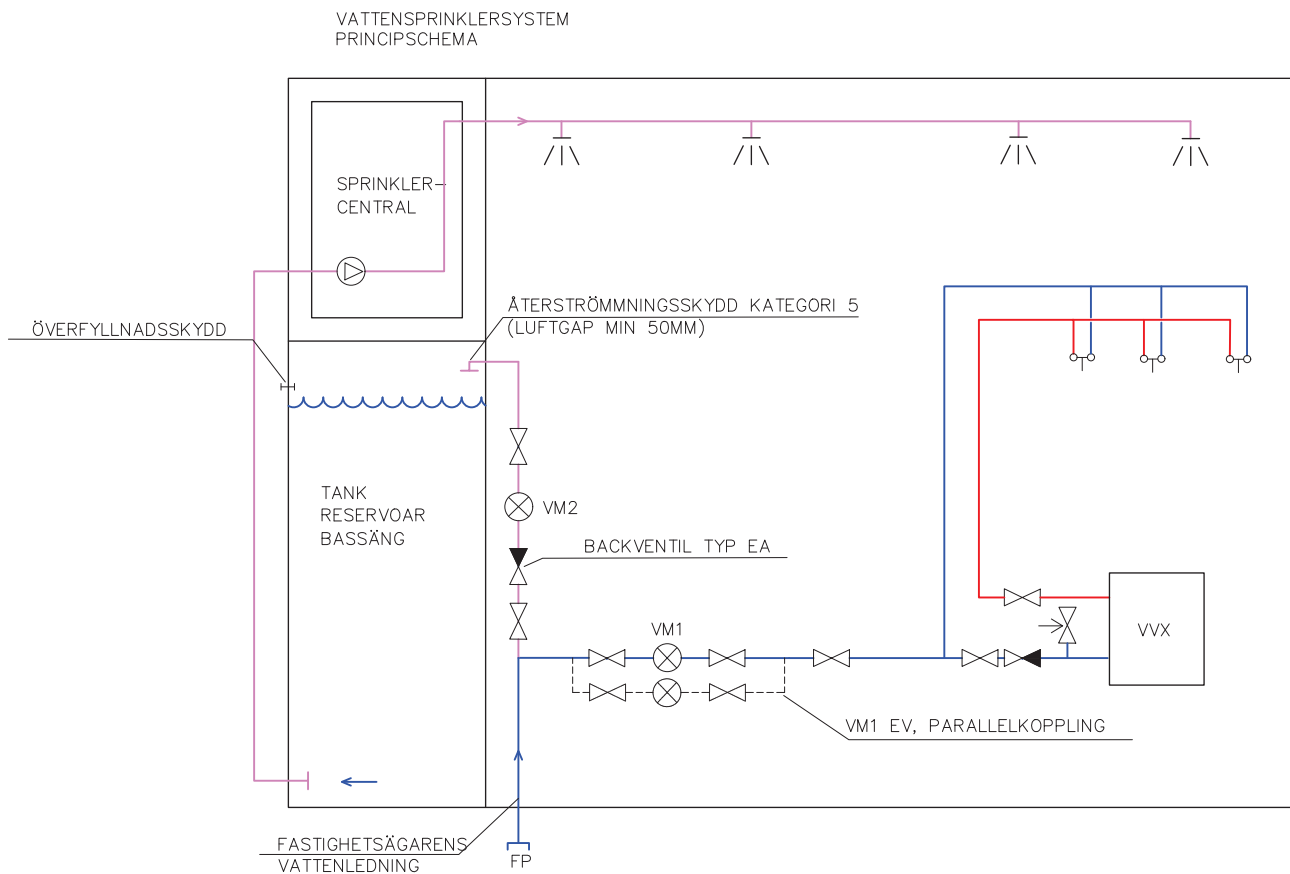 VATTENSPRINKLERSYSTEM
PRINCIPSCHEMA
SPRINKLER-
CENTRAL
ÅTERSTRÖMMNINGSSKYDD KATEGORI 5
(LUFTGAP MIN 50MM)
ÖVERFYLLNADSSKYDD
TANK
RESERVOAR
BASSÄNG
VM2
BACKVENTIL TYP EA
VM1
VVX
VM1 EV, PARALLELKOPPLING
FASTIGHETSÄGARENS
VATTENLEDNING
FP